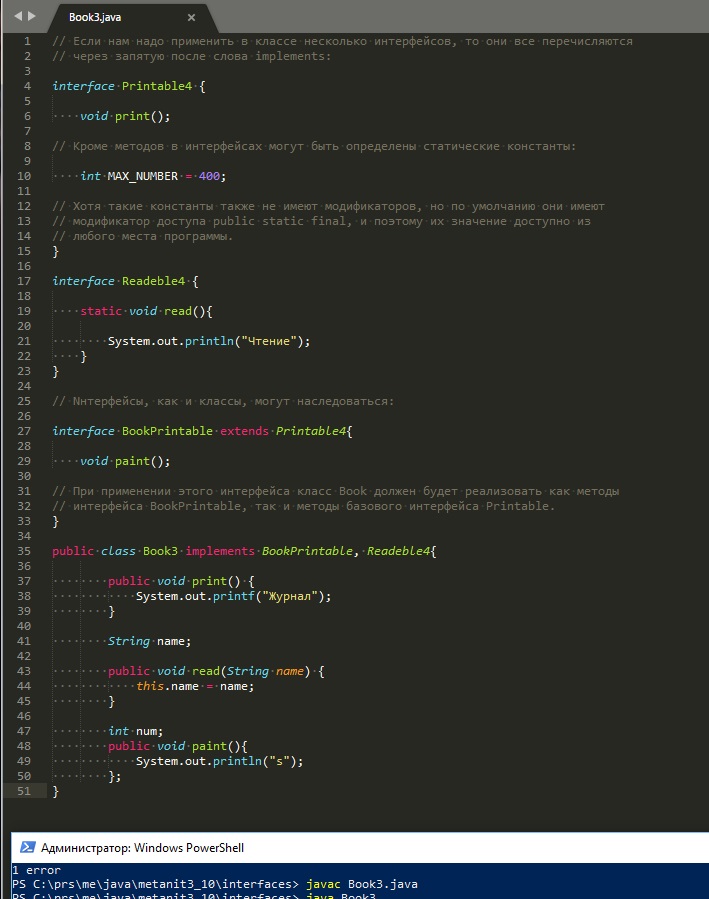 Book3.java ×
1 // Если нам надо применить в классе несколько интерфейсов, то они все перечисляются
2 // через запятую после слова implements:
3
4 interface Printable4 {
5
6 void print();
7
8 // Кроме методов в интерфейсах могут быть определены статические константы:
9
10 int MAX_NUMBER = 400;
11
12 // Хотя такие константы также не имеют модификаторов, но по умолчанию они имеют
13 // модификатор доступа public static final, и поэтому их значение доступно из
14 // любого места программы.
15 }
16
17 interface Readeble4 {
18
19 static void read(){
20
21 System.out.println("Чтение");
22 }
23 }
24
25 // Nнтерфейсы, как и классы, могут наследоваться:
26
27 interface BookPrintable extends Printable4{
28
29 void paint();
30
31 // При применении этого интерфейса класс Book должен будет реализовать как методы
32 // интерфейса BookPrintable, так и методы базового интерфейса Printable.
33 }
34
35 public class Book3 implements BookPrintable, Readeble4{
36
37 public void print() {
38 System.out.printf("Журнал");
39 }
40
41 String name;
42
43 public void read(String name) {
44 this.name = name;
45 }
46
47 int num;
48 public void paint(){
49 System.out.println("s");
50 };
51 }
Администратор: Windows PowerShell
1 error
PS C:\prs\me\java\metanit3_10\interfaces> javac Book3.java
PS C:\prs\me\java\metanit3_10\interfaces> java Book3